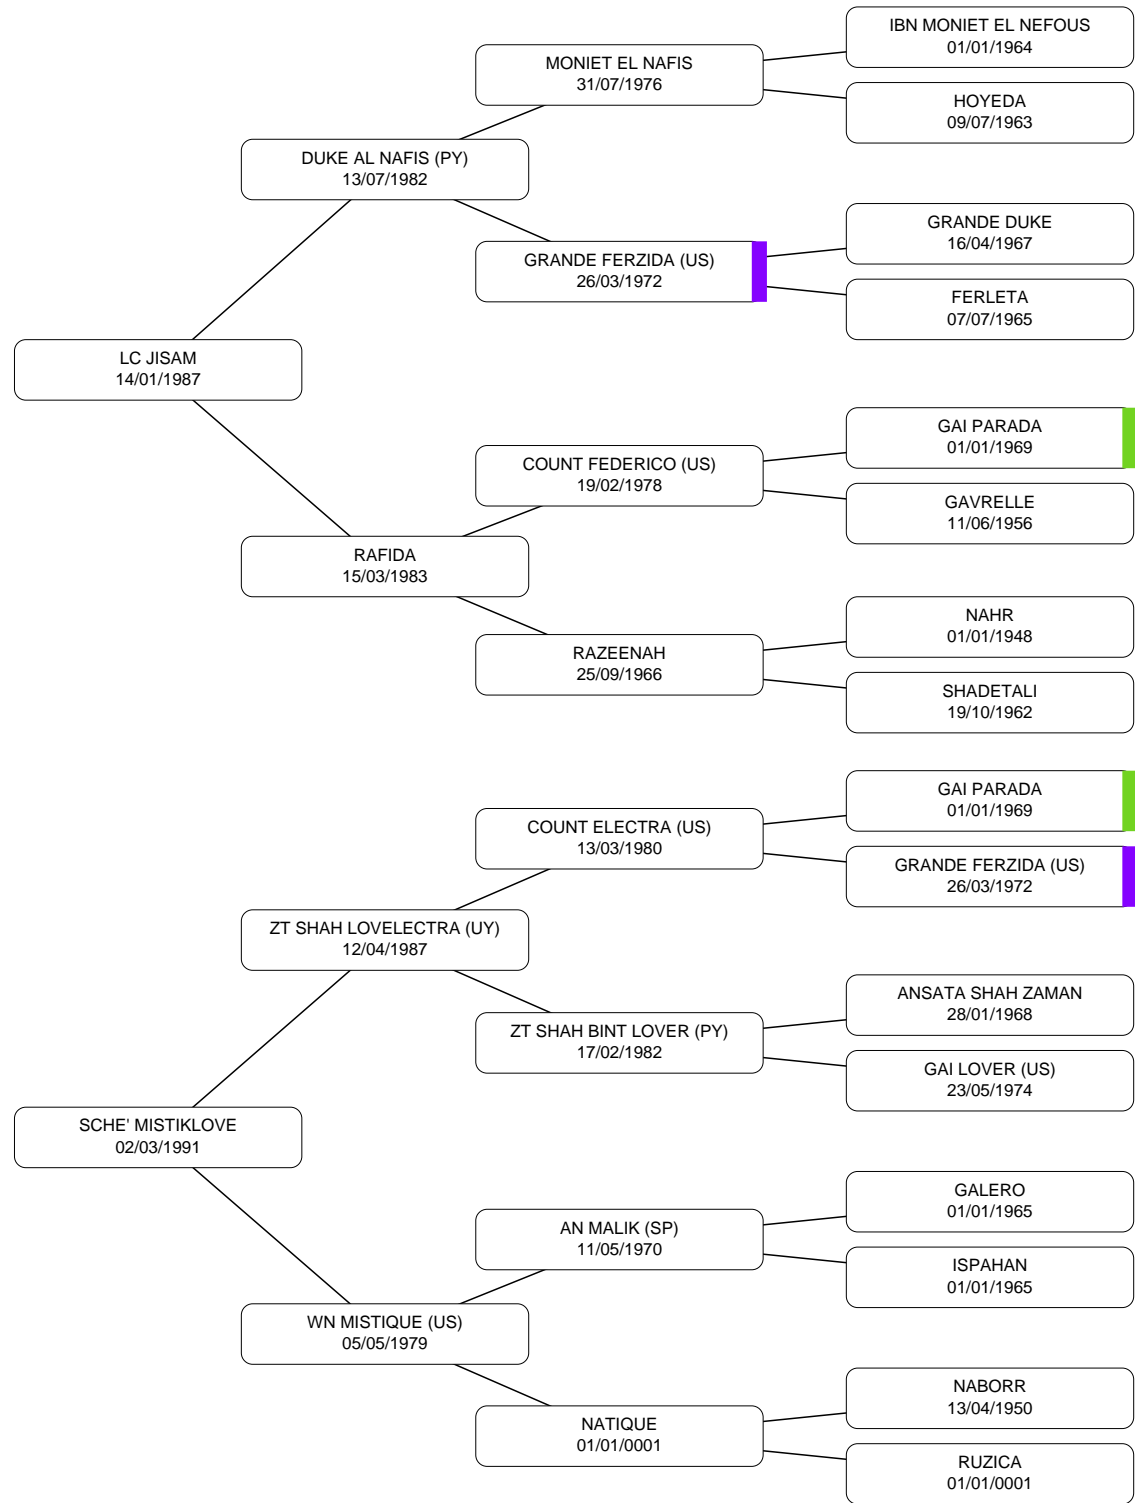 IBN MONIET EL NEFOUS
01/01/1964
MONIET EL NAFIS
31/07/1976
HOYEDA
09/07/1963
DUKE AL NAFIS (PY)
13/07/1982
GRANDE DUKE
16/04/1967
GRANDE FERZIDA (US)
26/03/1972
FERLETA
07/07/1965
LC JISAM
14/01/1987
GAI PARADA
01/01/1969
COUNT FEDERICO (US)
19/02/1978
GAVRELLE
11/06/1956
RAFIDA
15/03/1983
NAHR
01/01/1948
RAZEENAH
25/09/1966
SHADETALI
19/10/1962
GAI PARADA
01/01/1969
COUNT ELECTRA (US)
13/03/1980
GRANDE FERZIDA (US)
26/03/1972
ZT SHAH LOVELECTRA (UY)
12/04/1987
ANSATA SHAH ZAMAN
28/01/1968
ZT SHAH BINT LOVER (PY)
17/02/1982
GAI LOVER (US)
23/05/1974
SCHE' MISTIKLOVE
02/03/1991
GALERO
01/01/1965
AN MALIK (SP)
11/05/1970
ISPAHAN
01/01/1965
WN MISTIQUE (US)
05/05/1979
NABORR
13/04/1950
NATIQUE
01/01/0001
RUZICA
01/01/0001